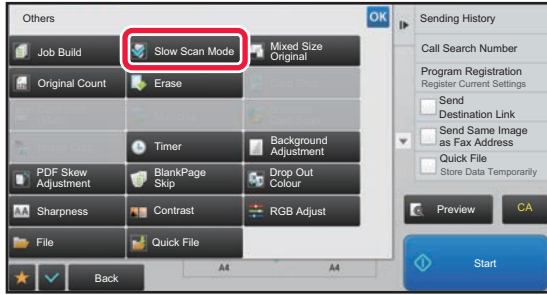 Others
OK
Job Build
Slow Scan Mode
Mixed Size
Original
Original Count
Erase
Timer
Background
Adjustment
PDF Skew
Adjustment
BlankPage
Skip
Drop Out
Colour
AA Sharpness
Contrast
RGB Adjust
File
Quick File
Back
A4
A4
Sending History
Call Search Number
Program Registration
Register Current Settings
Send
Destination Link
Send Same Image
as Fax Address
Quick File
Store Data Temporarily
Preview
CA
Start